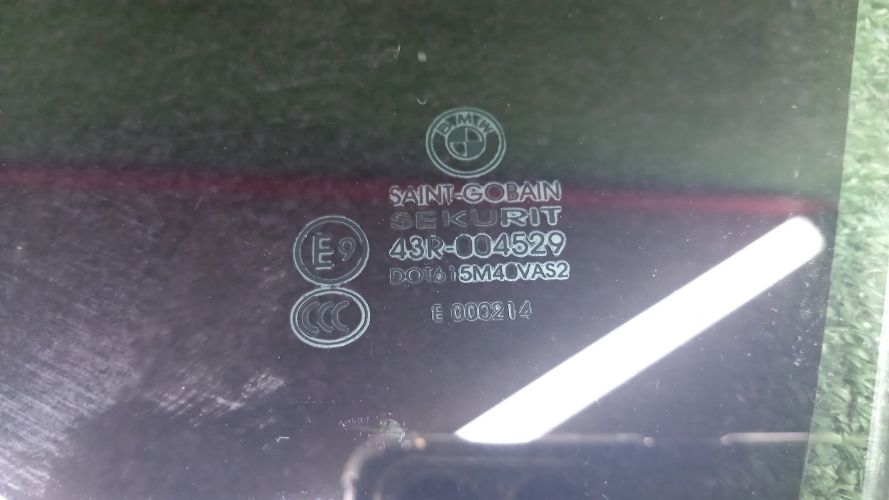 BMW
SAINT-GOBAIN
SEKURIT
E9
43R-004529
DOT615M40VAS2
CCC
E 000214